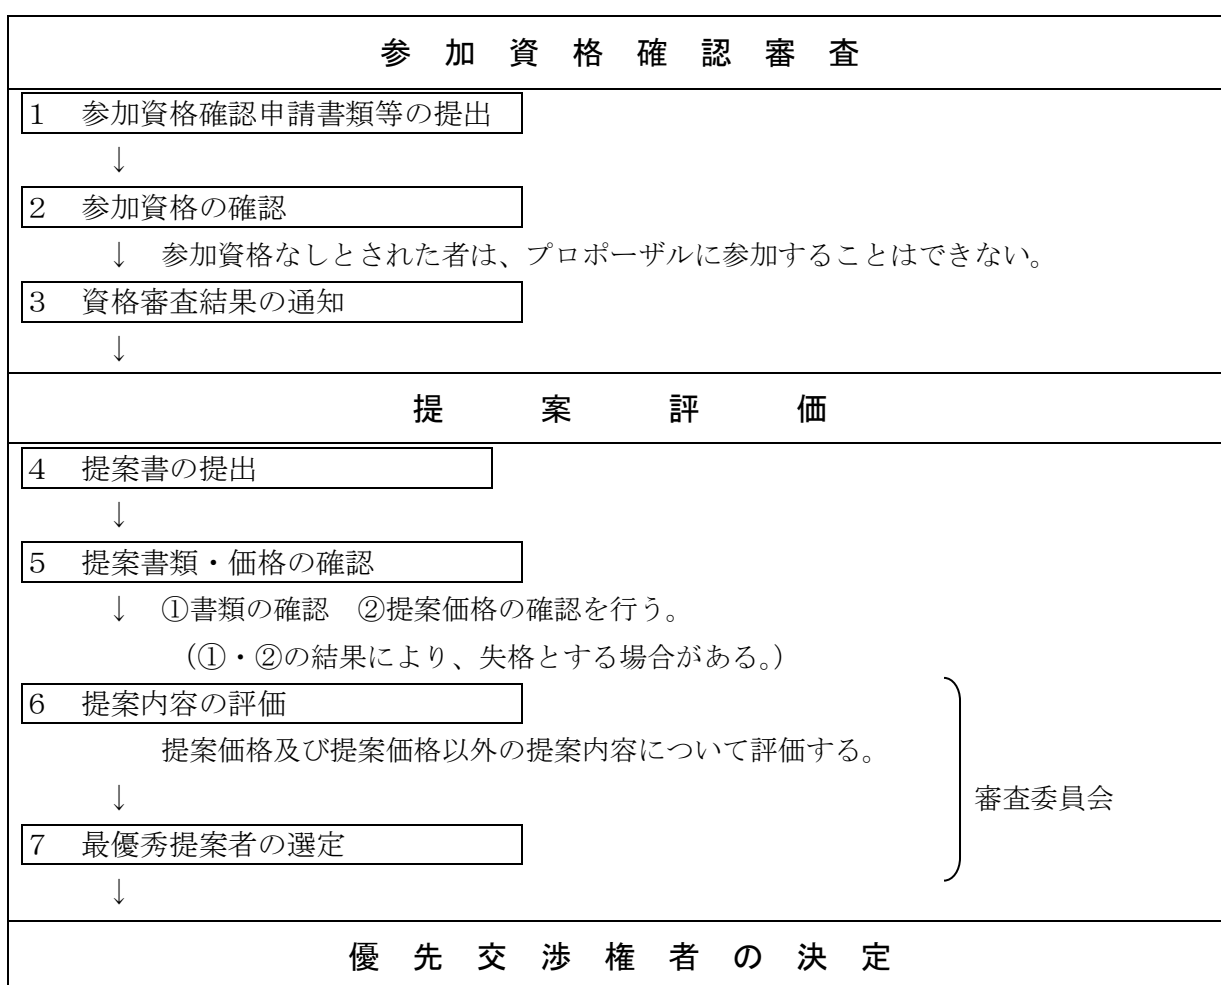 参加資格確認審査
１　参加資格確認申請書類等の提出
↓
２　参加資格の確認
↓　参加資格なしとされた者は、プロポーザルに参加することはできない。
３　資格審査結果の通知
↓
提案評価
４　提案書の提出
↓
５　提案書類・価格の確認
↓　①書類の確認　②提案価格の確認を行う。
（①・②の結果により、失格とする場合がある。）
６　提案内容の評価
提案価格及び提案価格以外の提案内容について評価する。
↓
審査委員会
７　最優秀提案者の選定
↓
優先交渉権者の決定